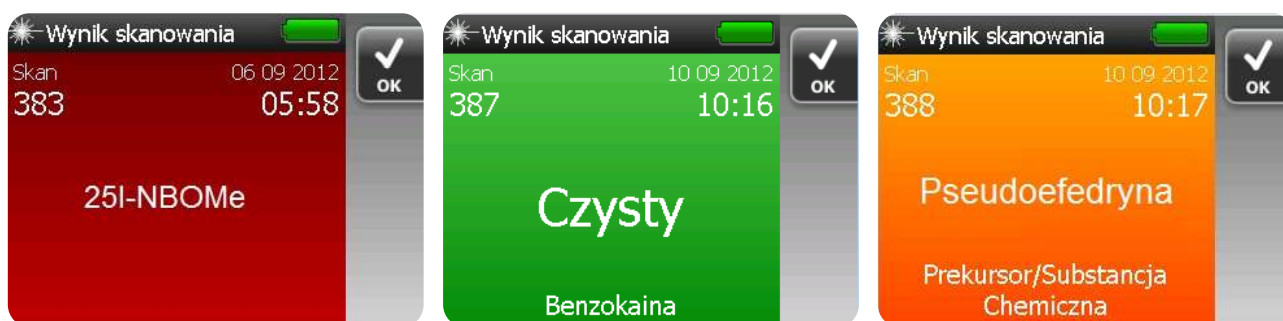 Wynik skanowania
Skan 06 09 2012
383 05:58
OK
25I-NBOMe
Wynik skanowania
Skan 10 09 2012
387 10:16
OK
Czysty
Benzokaina
Wynik skanowania
Skan 10 09 2012
388 10:17
OK
Pseudoefedryna
Prekursor/Substancja
Chemiczna